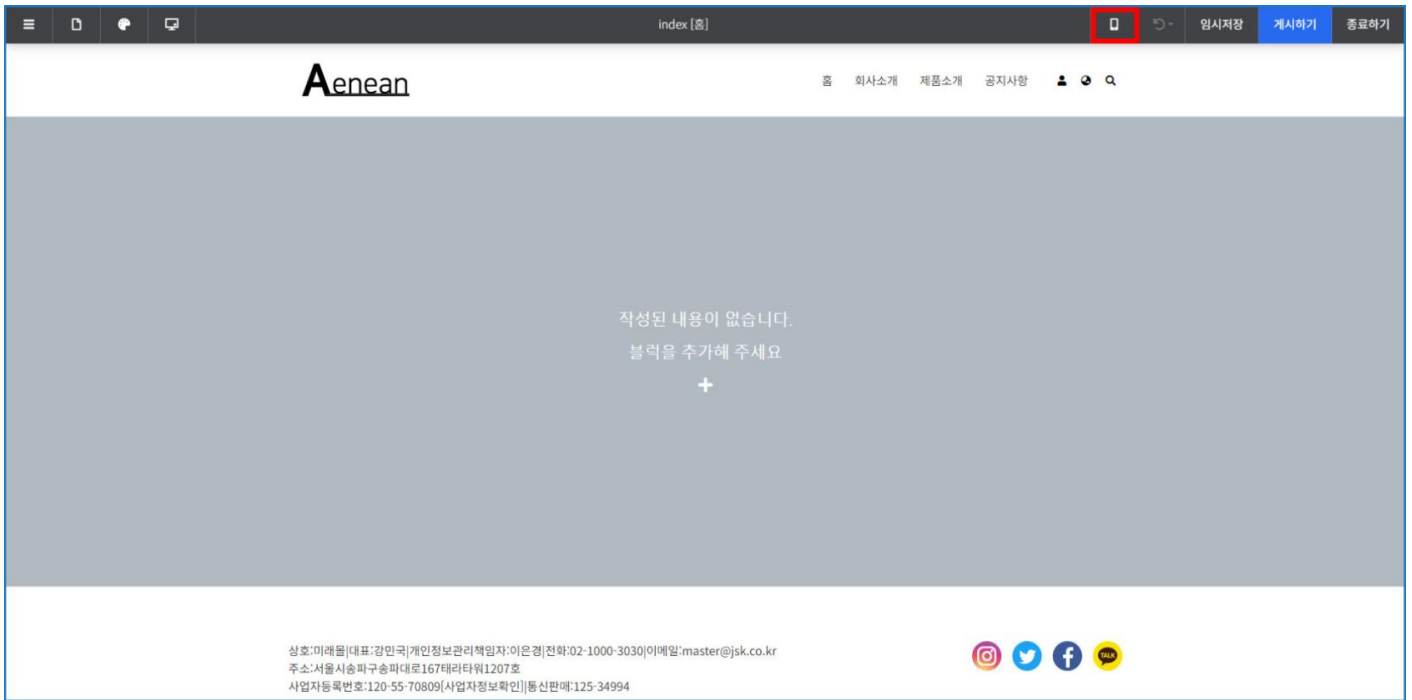 index [홈]
임시저장
게시하기
종료하기
Aenean
홈 회사소개 제품소개 공지사항
작성된 내용이 없습니다.
블럭을 추가해 주세요
상호:미래몰|대표:강민국|개인정보관리책임자:이은경|전화:02-1000-3030|이메일:master@jsk.co.kr
주소:서울시송파구송파대로167테라타워1207호
사업자등록번호:120-55-70809[사업자정보확인]|통신판매:125-34994
TALK